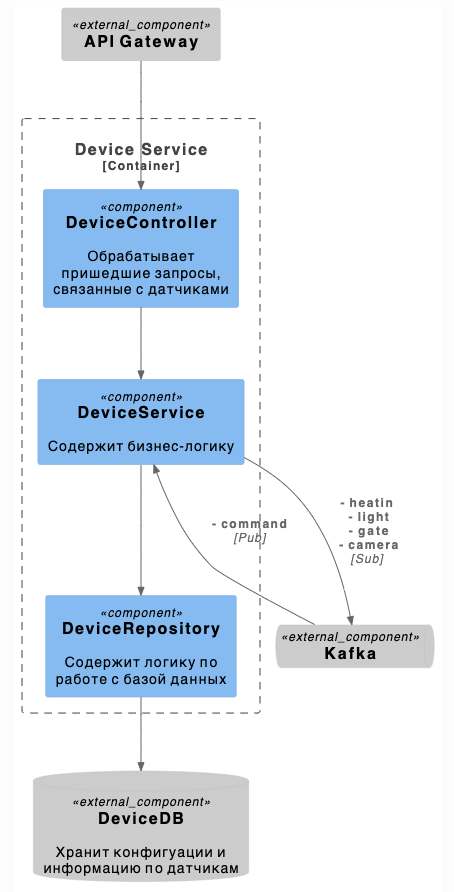 «external_component»
API Gateway
Device Service
[Container]
«component»
DeviceController
Обрабатывает
пришедшие запросы,
связанные с датчиками
«component»
DeviceService
Содержит бизнес-логику
- heatin
- light
- gate
- camera
[Sub]
- command
[Pub]
«component»
DeviceRepository
Содержит логику по
работе с базой данных
«external_component»
Kafka
«external_component»
DeviceDB
Хранит конфигуации и
информацию по датчикам